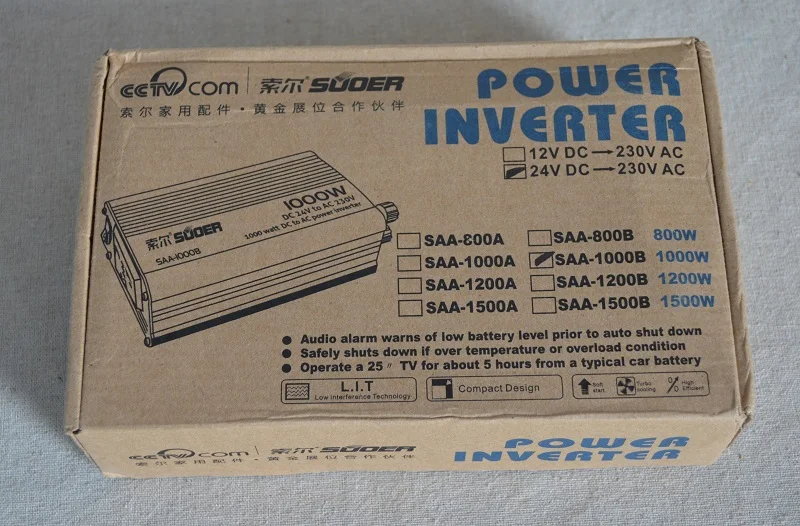 CCTV com 索尔 SUOER
索尔家用配件·黄金展位合作伙伴
POWER
INVERTER
12V DC→230V AC
24V DC→230V AC
1000W
DC 24V to AC 230V
1000 watt DC to AC power inverter
索尔 SUOER
SAA-1000B
SAA-800A SAA-800B 800W
SAA-1000A SAA-1000B 1000W
SAA-1200A SAA-1200B 1200W
SAA-1500A SAA-1500B 1500W
● Audio alarm warns of low battery level prior to auto shut down
● Safely shuts down if over temperature or overload condition
● Operate a 25〃 TV for about 5 hours from a typical car battery
L.I.T
Low Interference Technology
Compact Design
Soft start
Turbo cooling
High Efficient
CCTV com 索尔 SUOER
索尔家用配件·黄金展位合作伙伴
POWER
INVERTER